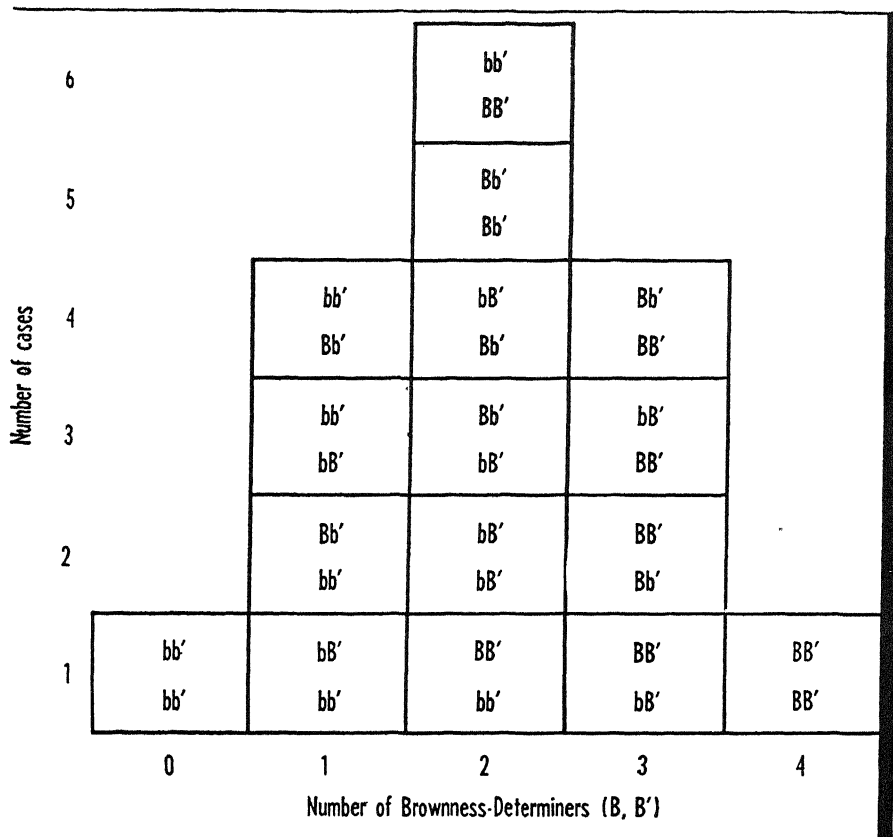 6
bb′
BB′
5
Bb′
Bb′
4
bb′ bB′ Bb′
Bb′ Bb′ BB′
3
bb′ Bb′ bB′
bB′ bB′ BB′
2
Bb′ bB′ BB′
bb′ bB′ Bb′
1
bb′ bB′ BB′ BB′ BB′
bb′ bb′ bb′ bB′ BB′
0 1 2 3 4
Number of Brownness-Determiners (B, B′)
Number of cases